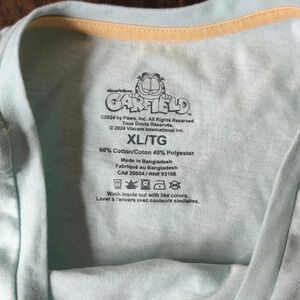 nickelodeon
GARFIELD
©2024 by Paws, Inc. All Rights Reserved
Tous Droits Réservés
© 2024 Viacom International Inc.
XL/TG
60% Cotton/Coton 40% Polyester
Made in Bangladesh
Fabriqué au Bangladesh
CA# 29504 / RN# 93166
Wash inside out with like colors.
Laver à l'envers avec couleurs similaires.